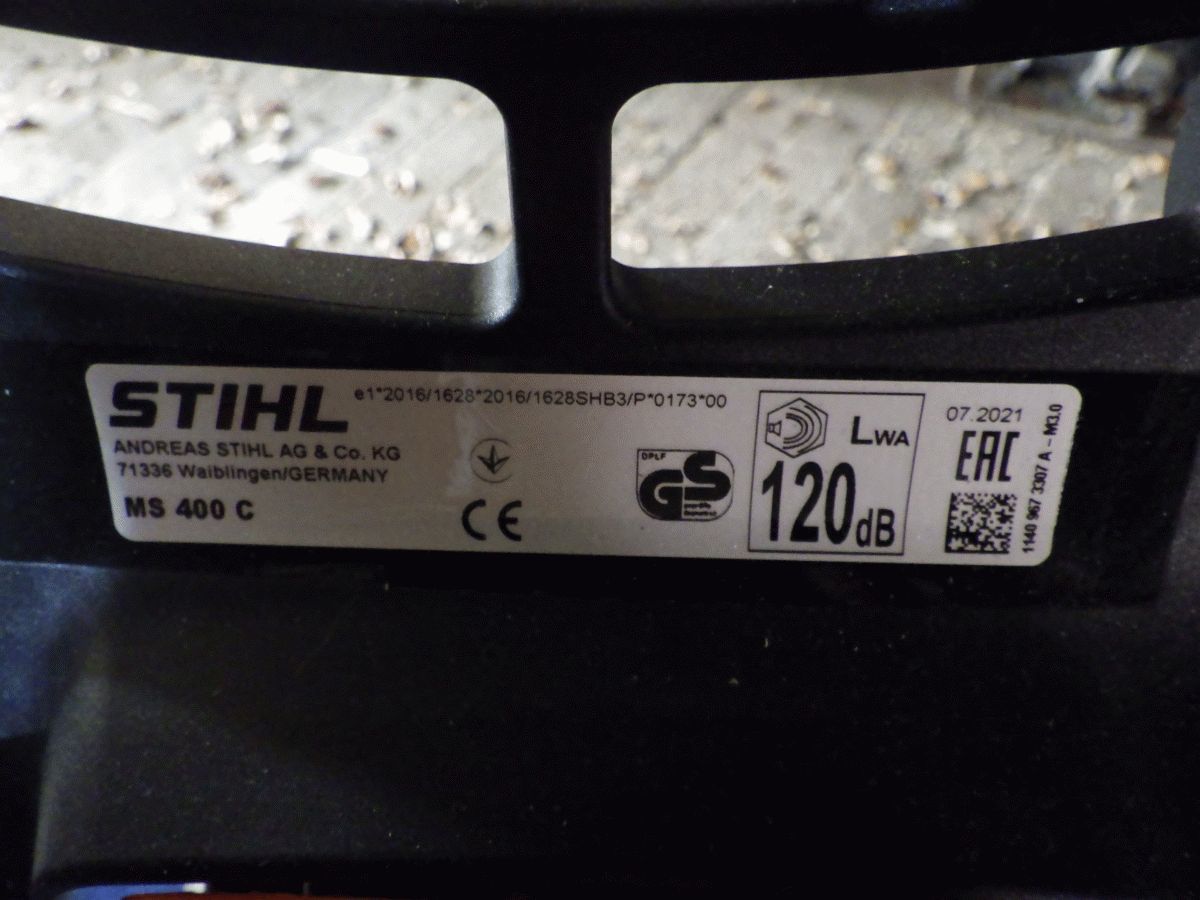 STIHL
e1*2016/1628*2016/1628SHB3/P*0173*00
ANDREAS STIHL AG & Co. KG
71336 Waiblingen/GERMANY
MS 400 C
CE
DPLF
GS
LWA
120dB
07.2021
EAC
1140 967 3307 A - M3.0